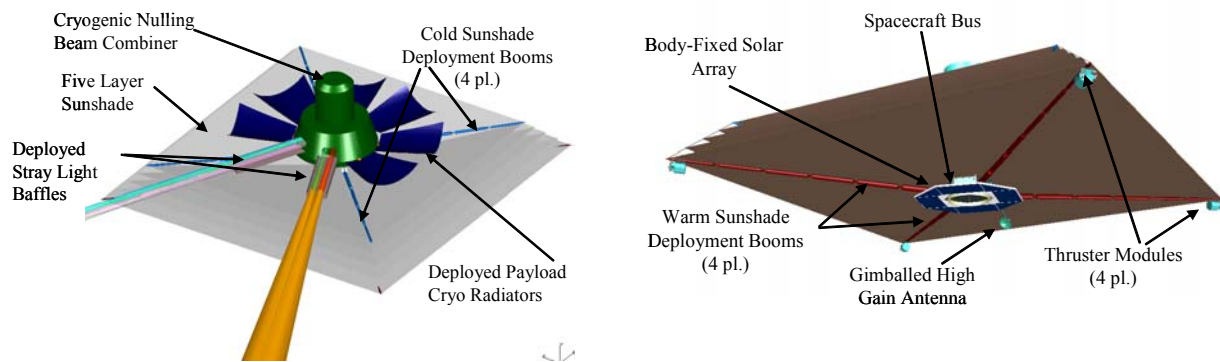 Cryogenic Nulling
Beam Combiner
Cold Sunshade
Deployment Booms
(4 pl.)
Five Layer
Sunshade
Deployed
Stray Light
Baffles
Deployed Payload
Cryo Radiators
Spacecraft Bus
Body-Fixed Solar
Array
Warm Sunshade
Deployment Booms
(4 pl.)
Gimballed High
Gain Antenna
Thruster Modules
(4 pl.)